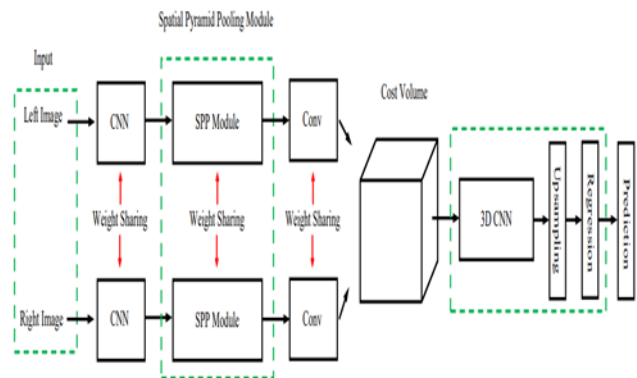 Spatial Pyramid Pooling Module
Input
Cost Volume
Left Image
CNN
SPP Module
Conv
Weight Sharing
Weight Sharing
Weight Sharing
3D CNN
Upsampling
Regression
Prediction
Right Image
CNN
SPP Module
Conv